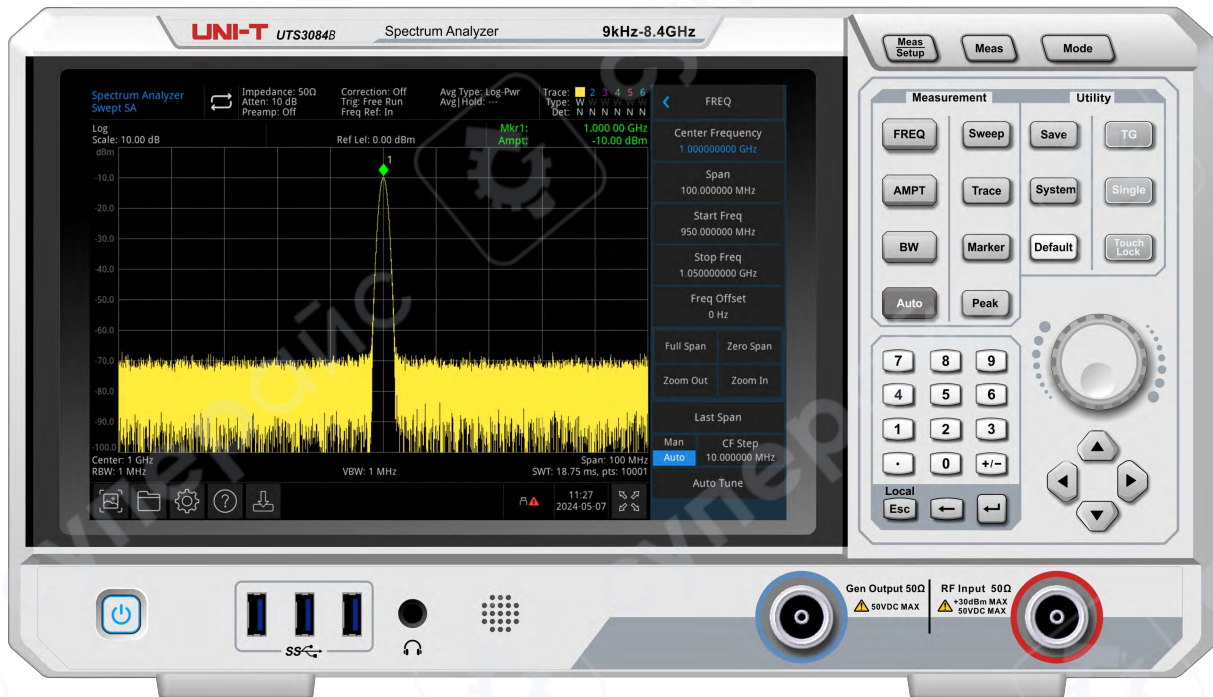 UNI-T UTS3084B Spectrum Analyzer 9kHz-8.4GHz
Meas Setup
Meas
Mode
Spectrum Analyzer
Swept SA
Impedance: 50Ω
Atten: 10 dB
Preamp: Off
Correction: Off
Trig: Free Run
Freq Ref: In
Avg Type: Log-Pwr
Avg|Hold: ---
Trace: 1 2 3 4 5 6
Type: W W W W W W
Det: N N N N N N
Log
Scale: 10.00 dB
Ref Lel: 0.00 dBm
Mkr1: 1.000 00 GHz
Ampt: -10.00 dBm
dBm
1
-10.0
-20.0
-30.0
-40.0
-50.0
-60.0
-70.0
-80.0
-90.0
-100.0
Center: 1 GHz
RBW: 1 MHz
VBW: 1 MHz
Span: 100 MHz
SWT: 18.75 ms, pts: 10001
11:27
2024-05-07
FREQ
Center Frequency
1.000000000 GHz
Span
100.000000 MHz
Start Freq
950.000000 MHz
Stop Freq
1.050000000 GHz
Freq Offset
0 Hz
Full Span Zero Span
Zoom Out Zoom In
Last Span
Man CF Step
Auto 10.000000 MHz
Auto Tune
Measurement Utility
FREQ Sweep Save TG
AMPT Trace System Single
BW Marker Default Touch Lock
Auto Peak
7 8 9
4 5 6
1 2 3
. 0 +/-
Local
Esc
SS
Gen Output 50Ω
50VDC MAX
RF Input 50Ω
+30dBm MAX
50VDC MAX
супермайс